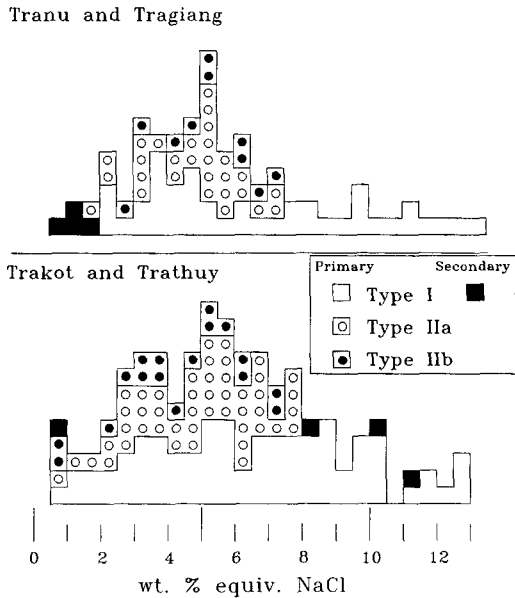 Tranu and Tragiang
Trakot and Trathuy
Primary Secondary
Type I
Type IIa
Type IIb
0 2 4 6 8 10 12
wt. % equiv. NaCl